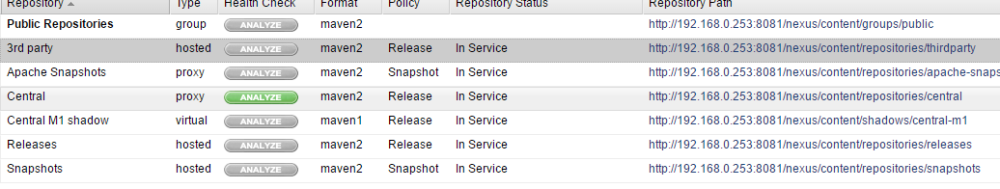 Repository Type Health Check Format Policy Repository Status Repository Path
Public Repositories group ANALYZE maven2 http://192.168.0.253:8081/nexus/content/groups/public
3rd party hosted ANALYZE maven2 Release In Service http://192.168.0.253:8081/nexus/content/repositories/thirdparty
Apache Snapshots proxy ANALYZE maven2 Snapshot In Service http://192.168.0.253:8081/nexus/content/repositories/apache-snaps
Central proxy ANALYZE maven2 Release In Service http://192.168.0.253:8081/nexus/content/repositories/central
Central M1 shadow virtual ANALYZE maven1 Release In Service http://192.168.0.253:8081/nexus/content/shadows/central-m1
Releases hosted ANALYZE maven2 Release In Service http://192.168.0.253:8081/nexus/content/repositories/releases
Snapshots hosted ANALYZE maven2 Snapshot In Service http://192.168.0.253:8081/nexus/content/repositories/snapshots